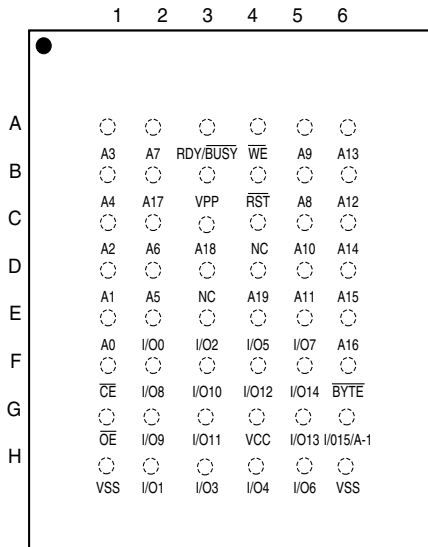 1 2 3 4 5 6
A
A3 A7 RDY/BUSY WE A9 A13
B
A4 A17 VPP RST A8 A12
C
A2 A6 A18 NC A10 A14
D
A1 A5 NC A19 A11 A15
E
A0 I/O0 I/O2 I/O5 I/O7 A16
F
CE I/O8 I/O10 I/O12 I/O14 BYTE
G
OE I/O9 I/O11 VCC I/O13 I/015/A-1
H
VSS I/O1 I/O3 I/O4 I/O6 VSS